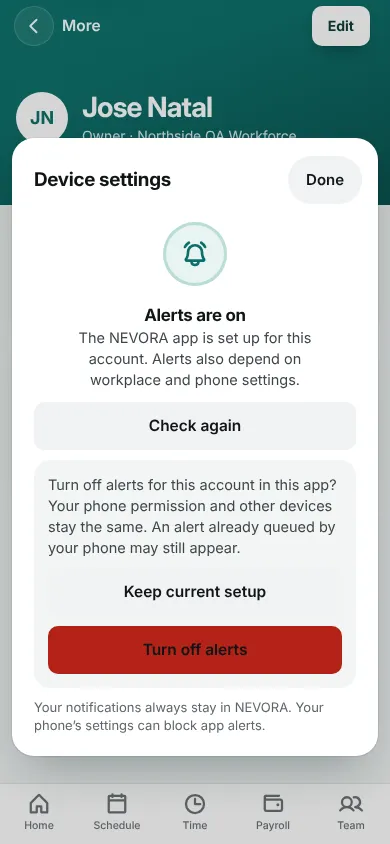 More
Edit
JN
Jose Natal
Owner · Northside QA Workforce
Device settings
Done
Alerts are on
The NEVORA app is set up for this
account. Alerts also depend on
workplace and phone settings.
Check again
Turn off alerts for this account in this app?
Your phone permission and other devices
stay the same. An alert already queued by
your phone may still appear.
Keep current setup
Turn off alerts
Your notifications always stay in NEVORA. Your
phone’s settings can block app alerts.
Home
Schedule
Time
Payroll
Team